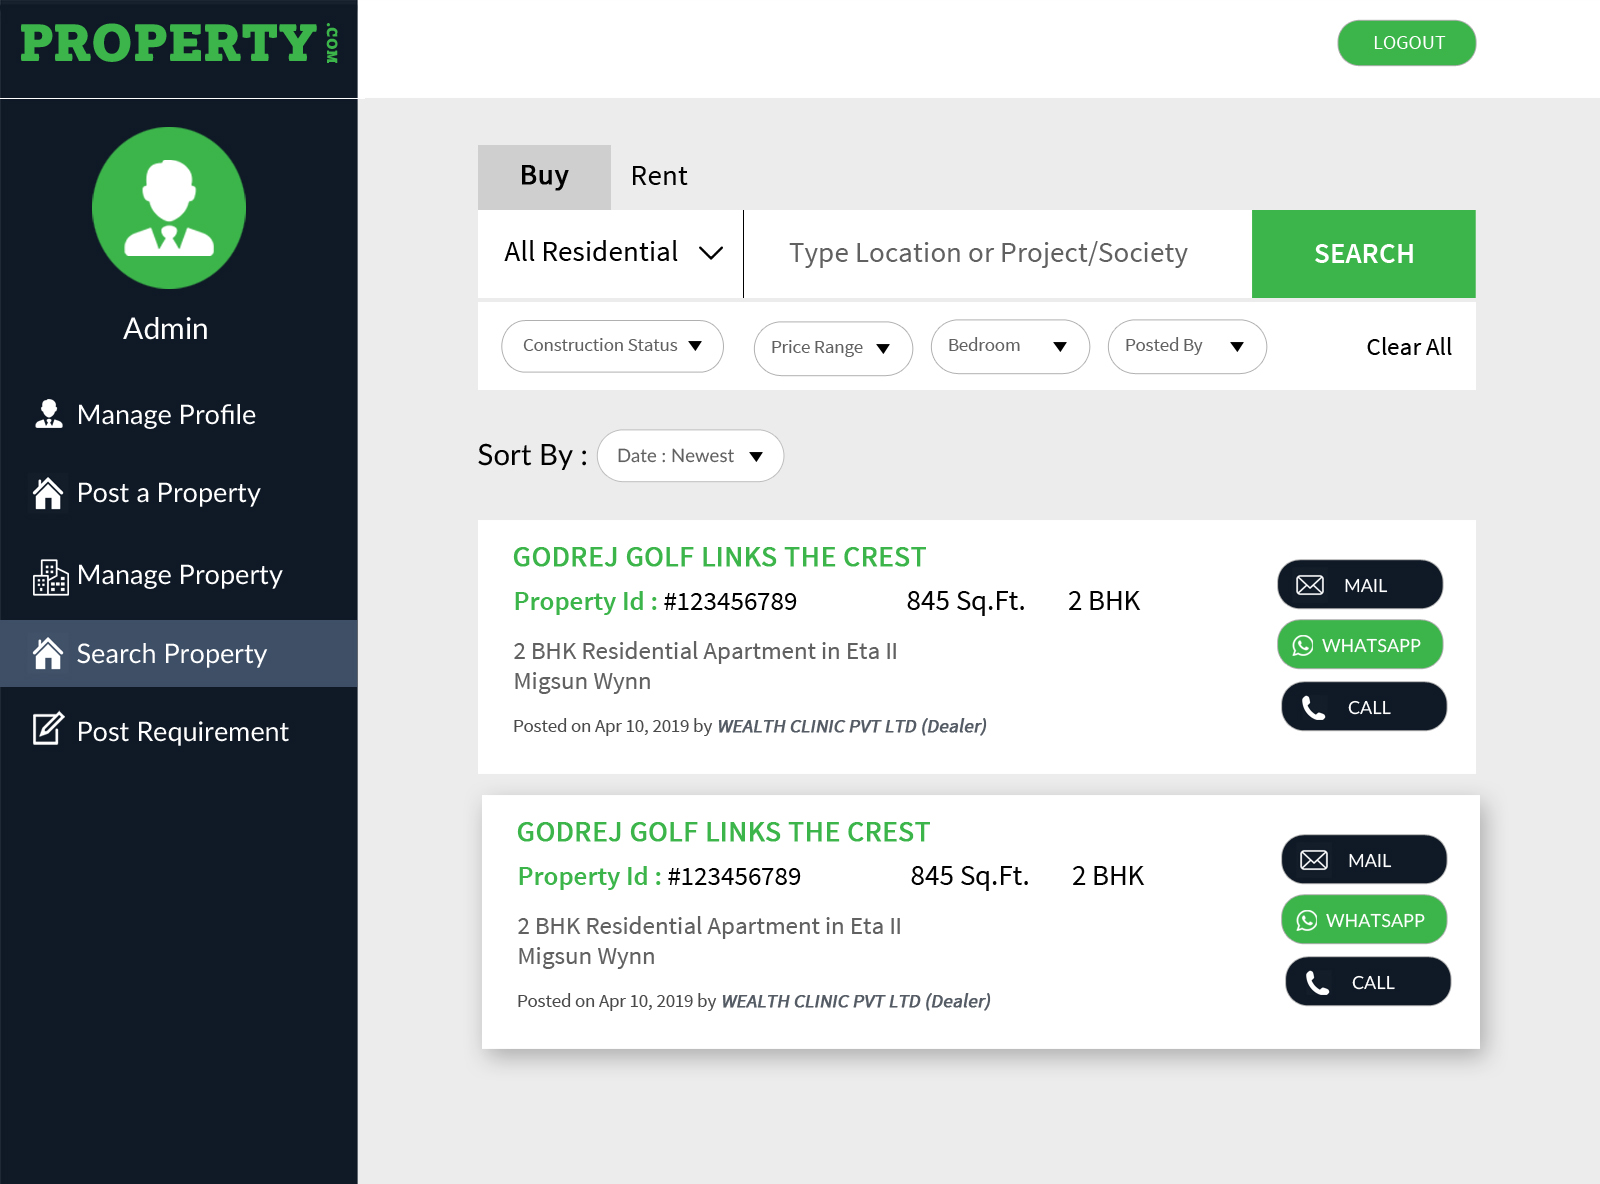 PROPERTY.COM
LOGOUT
Admin
Manage Profile
Post a Property
Manage Property
Search Property
Post Requirement
Buy Rent
All Residential Type Location or Project/Society SEARCH
Construction Status Price Range Bedroom Posted By Clear All
Sort By : Date : Newest
GODREJ GOLF LINKS THE CREST
Property Id : #123456789 845 Sq.Ft. 2 BHK
2 BHK Residential Apartment in Eta II
Migsun Wynn
Posted on Apr 10, 2019 by WEALTH CLINIC PVT LTD (Dealer)
MAIL
WHATSAPP
CALL
GODREJ GOLF LINKS THE CREST
Property Id : #123456789 845 Sq.Ft. 2 BHK
2 BHK Residential Apartment in Eta II
Migsun Wynn
Posted on Apr 10, 2019 by WEALTH CLINIC PVT LTD (Dealer)
MAIL
WHATSAPP
CALL